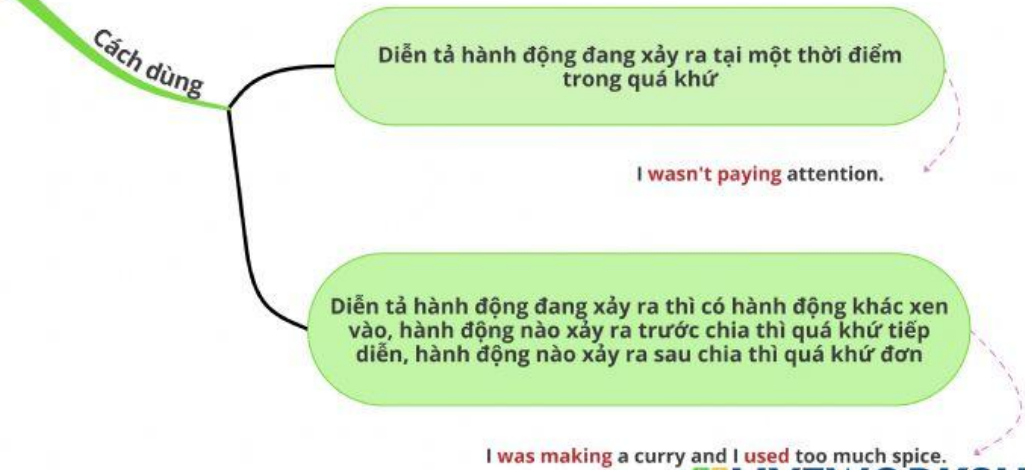 Cách dùng
Diễn tả hành động đang xảy ra tại một thời điểm
trong quá khứ
I wasn't paying attention.
Diễn tả hành động đang xảy ra thì có hành động khác xen
vào, hành động nào xảy ra trước chia thì quá khứ tiếp
diễn, hành động nào xảy ra sau chia thì quá khứ đơn
I was making a curry and I used too much spice.